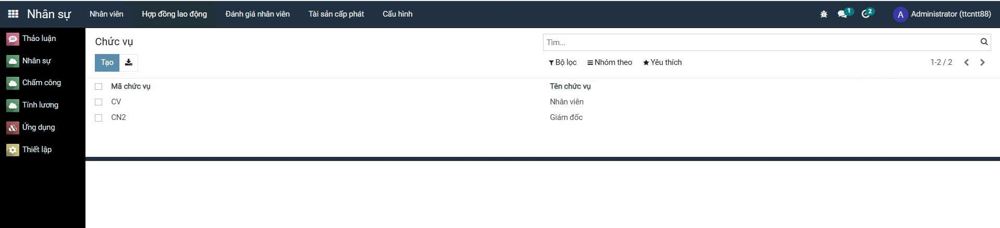 Nhân sự Nhân viên Hợp đồng lao động Đánh giá nhân viên Tài sản cấp phát Cấu hình 1 2 A Administrator (ttcntt88)
Thảo luận
Nhân sự
Chấm công
Tính lương
Ứng dụng
Thiết lập
Chức vụ
Tìm...
Tạo
Bộ lọc Nhóm theo Yêu thích 1-2 / 2
Mã chức vụ Tên chức vụ
CV Nhân viên
CN2 Giám đốc